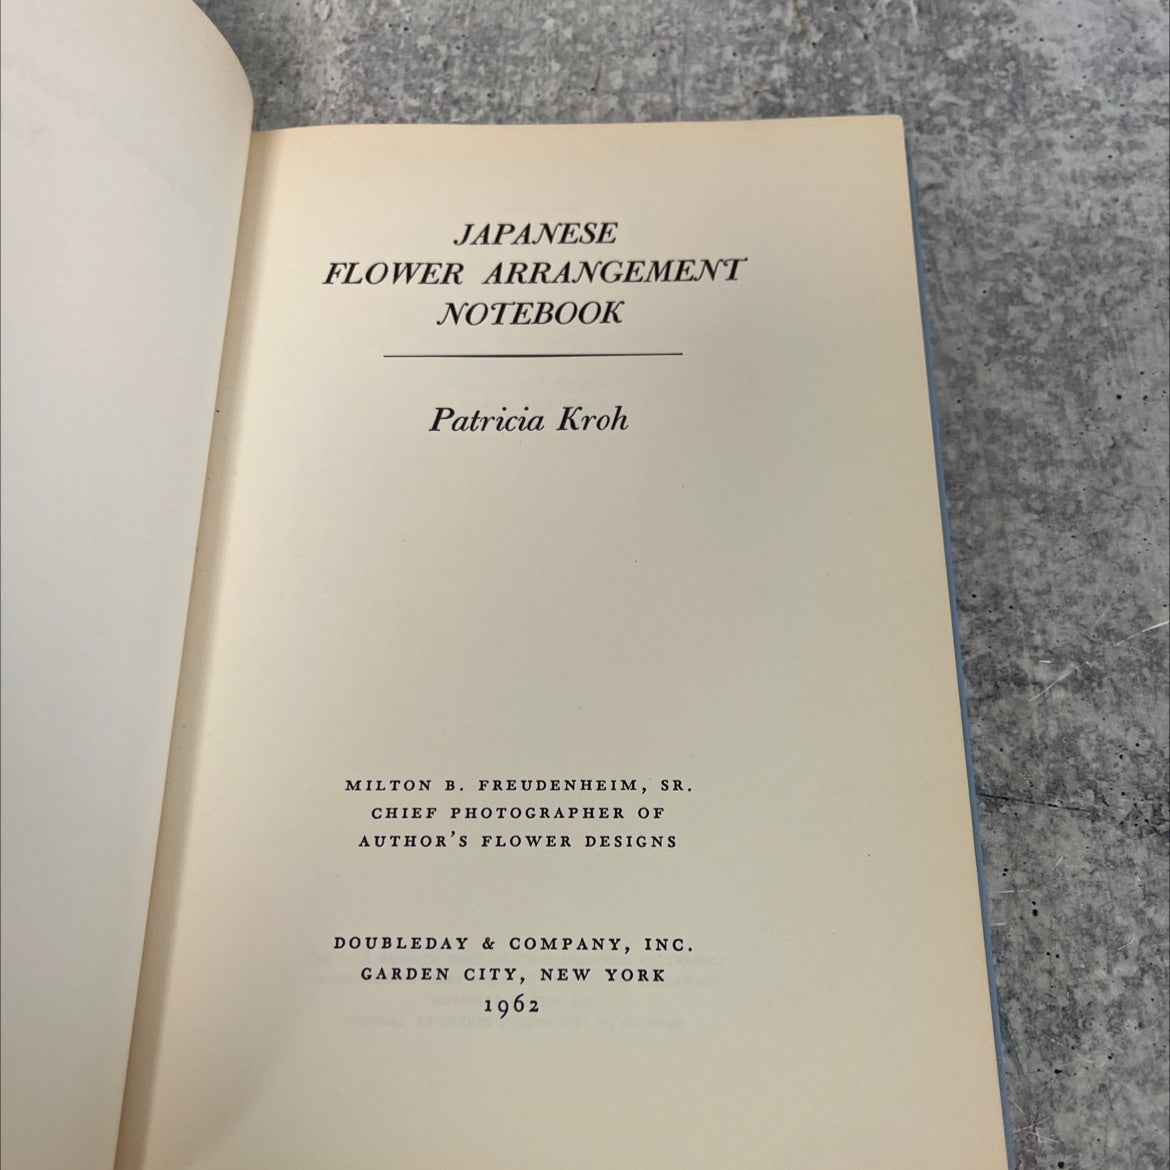 JAPANESE
FLOWER ARRANGEMENT
NOTEBOOK
Patricia Kroh
MILTON B. FREUDENHEIM, SR.
CHIEF PHOTOGRAPHER OF
AUTHOR'S FLOWER DESIGNS
DOUBLEDAY & COMPANY, INC.
GARDEN CITY, NEW YORK
1962